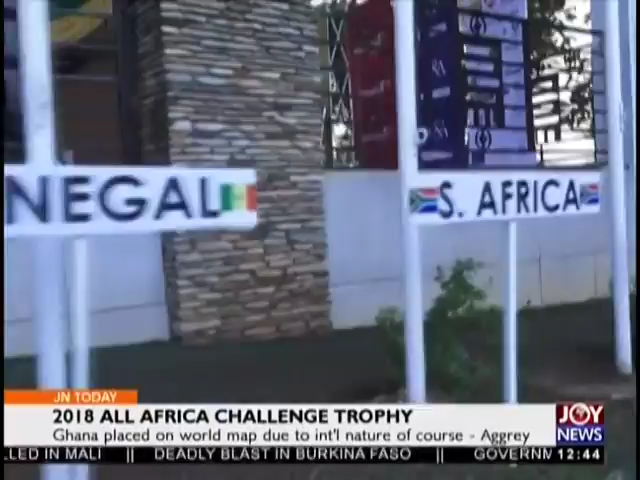 NEGAL
S. AFRICA
JN TODAY
2018 ALL AFRICA CHALLENGE TROPHY
Ghana placed on world map due to int'l nature of course - Aggrey
JOY
NEWS
LLED IN MALI || DEADLY BLAST IN BURKINA FASO || GOVERNM
12:44